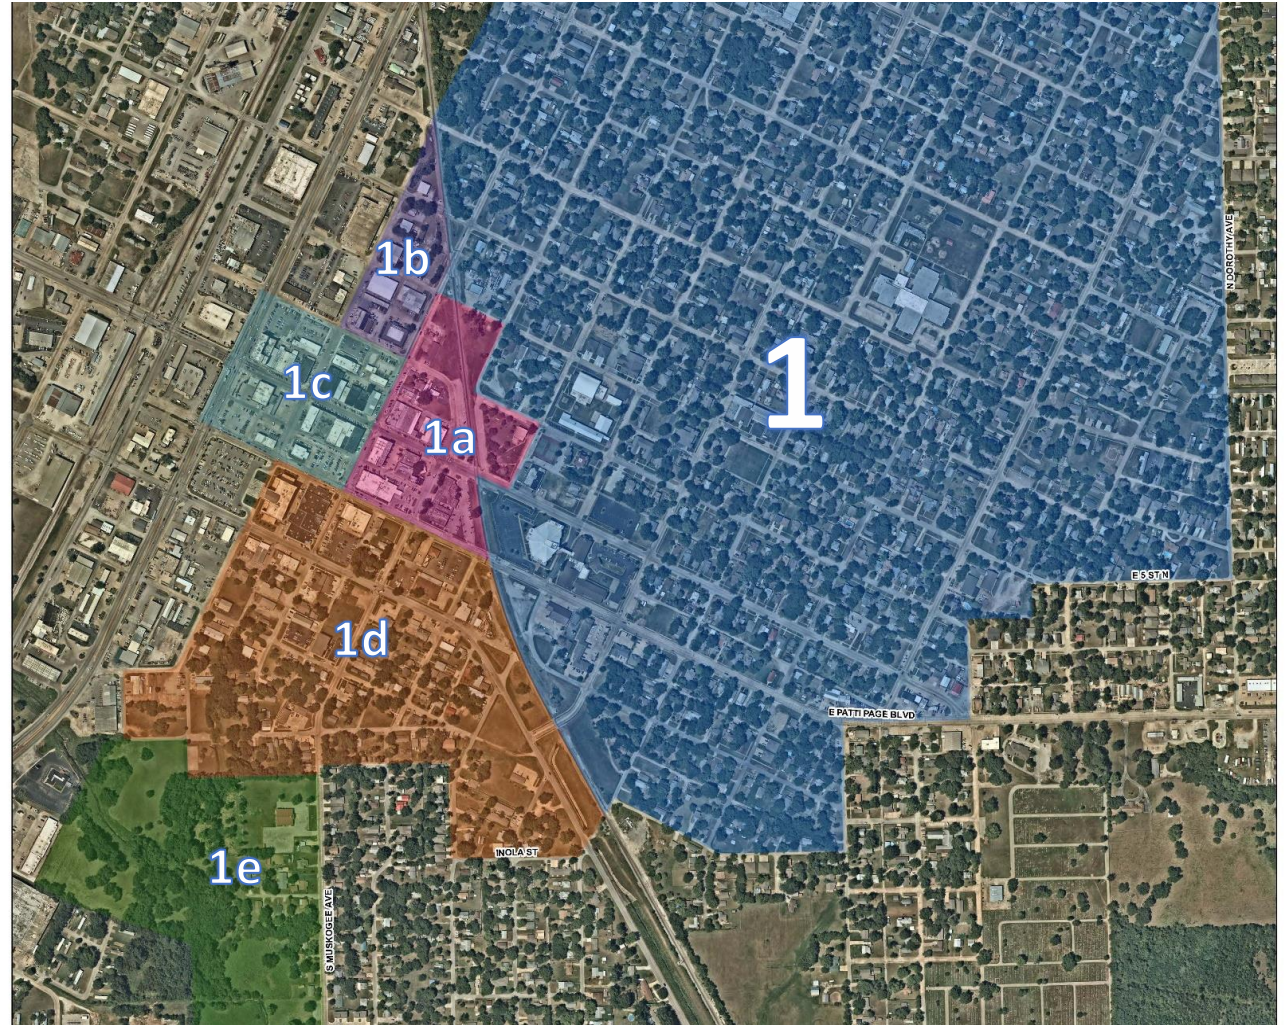 1b
N DOROTHY AVE
1c
1
1a
E 5 ST N
1d
E PATTI PAGE BLVD
INOLA ST
1e
S MUSKOGEE AVE